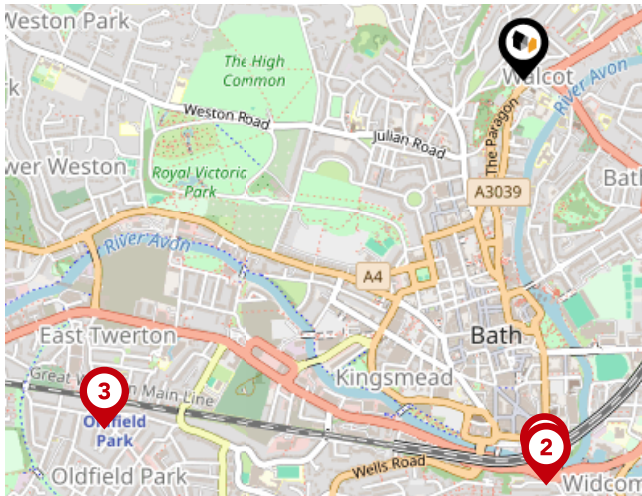 Weston Park
The High
Common
Walcot
River Avon
Weston Road
The Paragon
Julian Road
wer Weston
Royal Victoric
Park
Bath
A3039
River Avon
A4
East Twerton
Bath
Kingsmead
Great W
n Main Line
3
Oldfield
Park
2
Wells Road
Oldfield Park
Widcon